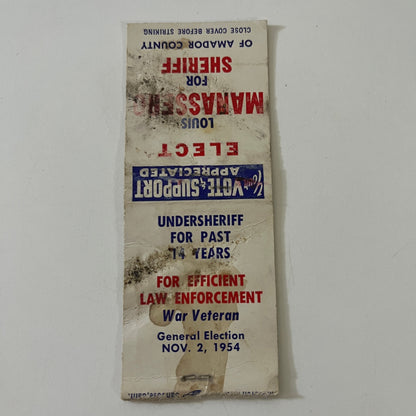 CLOSE COVER BEFORE STRIKING
OF AMADOR COUNTY
SHERIFF
FOR
LOUIS
ELECT
Your VOTE & SUPPORT
APPRECIATED
UNDERSHERIFF
FOR PAST
YEARS
FOR EFFICIENT
LAW ENFORCEMENT
War Veteran
General Election
NOV. 2, 1954